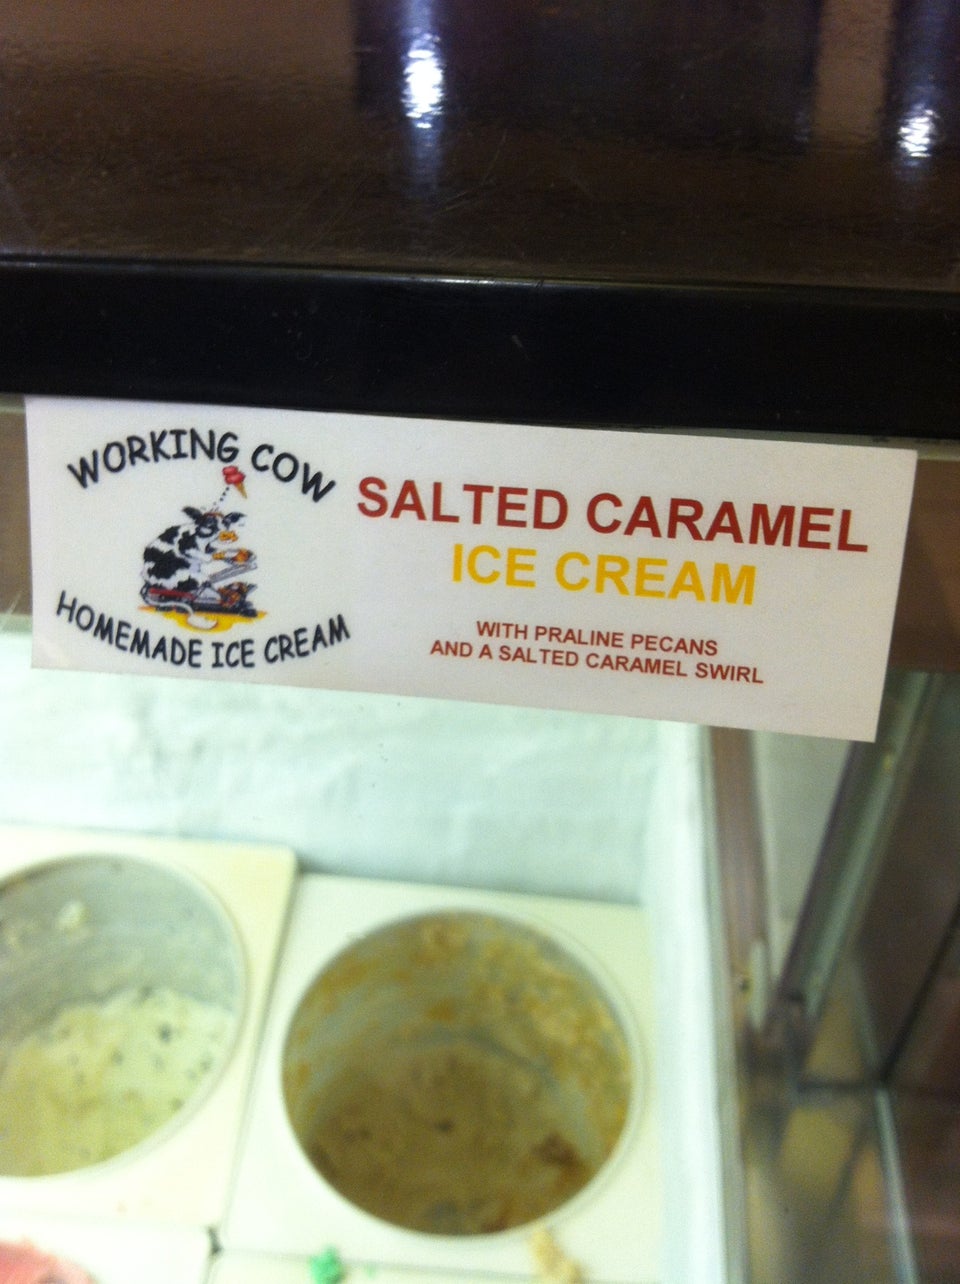 WORKING COW
HOMEMADE ICE CREAM
SALTED CARAMEL
ICE CREAM
WITH PRALINE PECANS
AND A SALTED CARAMEL SWIRL